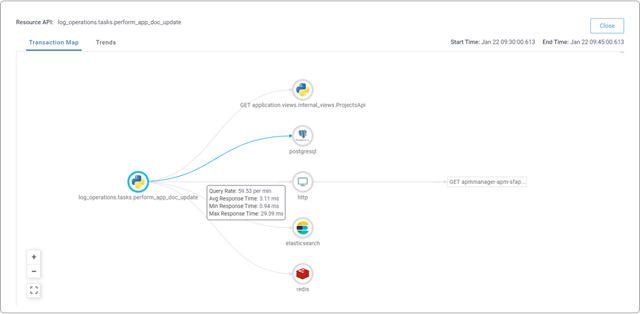 Resource API: log_operations.tasks.perform_app_doc_update
Close
Transaction Map Trends
Start Time: Jan 22 09:30:00.613 End Time: Jan 22 09:45:00.613
GET application.views.internal_views.ProjectsApi
postgresql
log_operations.tasks.perform_app_doc_update
Query Rate: 59.53 per min
Avg Response Time: 3.11 ms
Min Response Time: 0.94 ms
Max Response Time: 29.39 ms
http
GET apmmanager-apm-sfap...
elasticsearch
redis
+
−